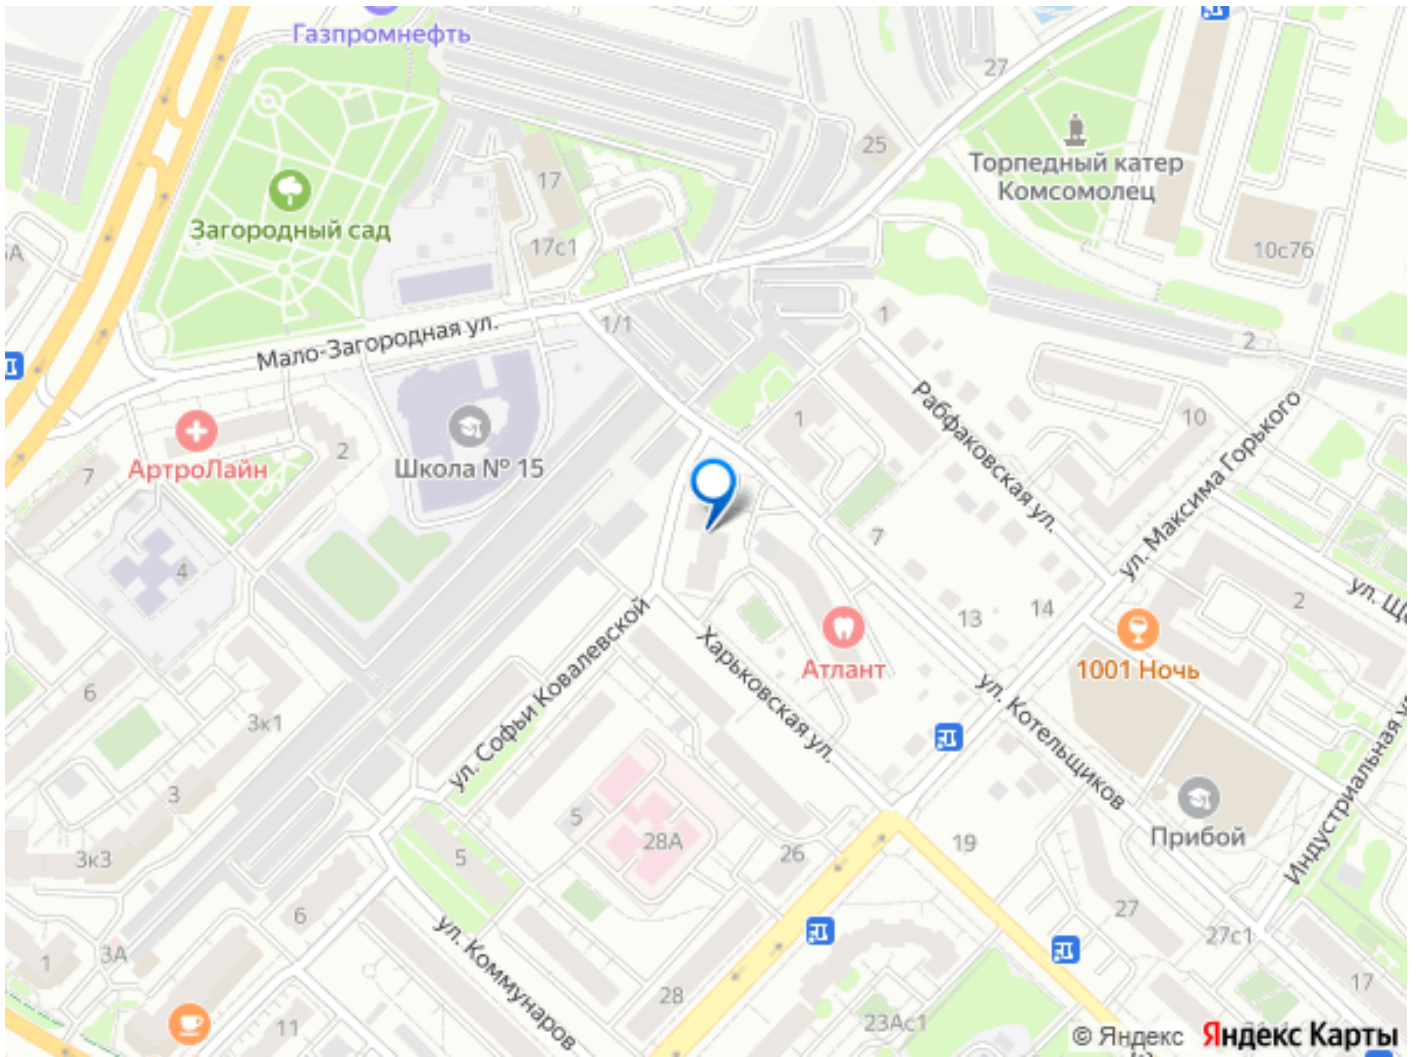 Газпромнефть
27
25
Торпедный катер
Комсомолец
17
Загородный сад
17с1
10с76
1
1/1
2
Мало-Загородная ул.
Рабфаковская ул.
10
ул. Максима Горького
1
2
АртроЛайн
7
Школа № 15
7
4
ул. Що
2
14
13
Харьковская ул.
Атлант
1001 Ночь
ул. Софьи Ковалевской
ул. Котельщиков
Индустриальная ул
6
3к1
3
5
28А
26
19
Прибой
3к3
5
6
27
27с1
3А
1
ул. Коммунаров
17
28
11
23Ас1
© Яндекс Яндекс Карты